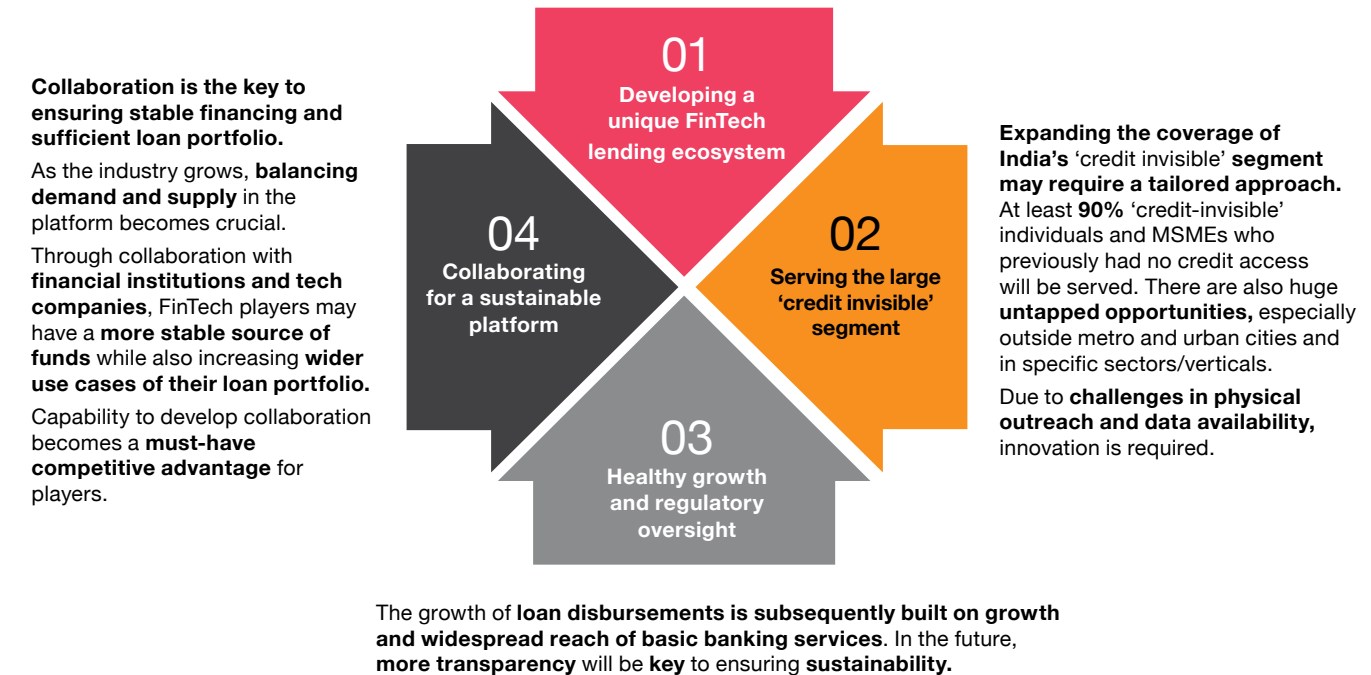 01
Developing a
unique FinTech
lending ecosystem
Collaboration is the key to
ensuring stable financing and
sufficient loan portfolio.
As the industry grows, balancing
demand and supply in the
platform becomes crucial.
Through collaboration with
financial institutions and tech
companies, FinTech players may
have a more stable source of
funds while also increasing wider
use cases of their loan portfolio.
Capability to develop collaboration
becomes a must-have
competitive advantage for
players.
04
Collaborating
for a sustainable
platform
02
Serving the large
‘credit invisible’
segment
Expanding the coverage of
India’s ‘credit invisible’ segment
may require a tailored approach.
At least 90% ‘credit-invisible’
individuals and MSMEs who
previously had no credit access
will be served. There are also huge
untapped opportunities, especially
outside metro and urban cities and
in specific sectors/verticals.
Due to challenges in physical
outreach and data availability,
innovation is required.
03
Healthy growth
and regulatory
oversight
The growth of loan disbursements is subsequently built on growth
and widespread reach of basic banking services. In the future,
more transparency will be key to ensuring sustainability.